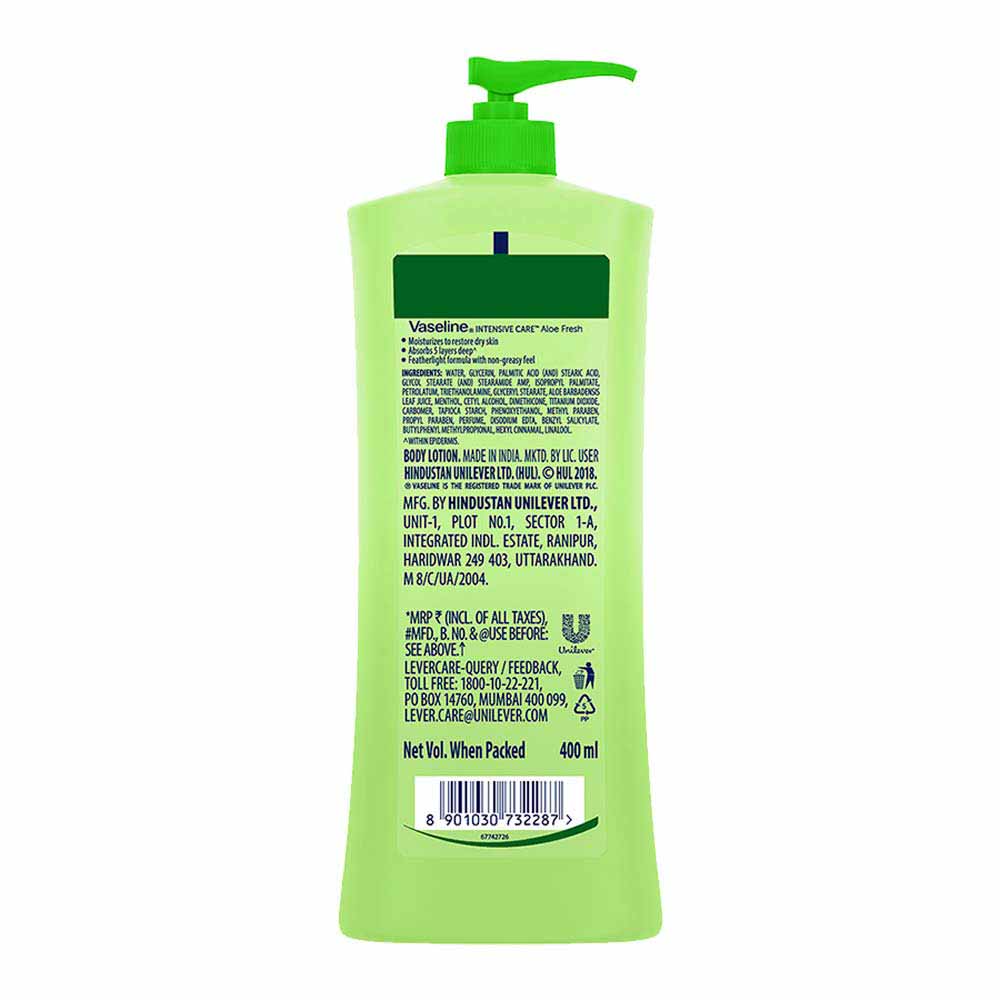 Vaseline® INTENSIVE CARE™ Aloe Fresh
• Moisturizes to restore dry skin
• Absorbs 5 layers deep^
• Featherlight formula with non-greasy feel
INGREDIENTS: WATER, GLYCERIN, PALMITIC ACID (AND) STEARIC ACID,
GLYCOL STEARATE (AND) STEARAMIDE AMP, ISOPROPYL PALMITATE,
PETROLATUM, TRIETHANOLAMINE, GLYCERYL STEARATE, ALOE BARBADENSIS
LEAF JUICE, MENTHOL, CETYL ALCOHOL, DIMETHICONE, TITANIUM DIOXIDE,
CARBOMER, TAPIOCA STARCH, PHENOXYETHANOL, METHYL PARABEN,
PROPYL PARABEN, PERFUME, DISODIUM EDTA, BENZYL SALICYLATE,
BUTYLPHENYL METHYLPROPIONAL, HEXYL CINNAMAL, LINALOOL.
^WITHIN EPIDERMIS.
BODY LOTION. MADE IN INDIA. MKTD. BY LIC. USER
HINDUSTAN UNILEVER LTD. (HUL). © HUL 2018.
® VASELINE IS THE REGISTERED TRADE MARK OF UNILEVER PLC.
MFG. BY HINDUSTAN UNILEVER LTD.,
UNIT-1, PLOT NO.1, SECTOR 1-A,
INTEGRATED INDL. ESTATE, RANIPUR,
HARIDWAR 249 403, UTTARAKHAND.
M 8/C/UA/2004.
*MRP ₹ (INCL. OF ALL TAXES),
#MFD., B. NO. & @USE BEFORE:
SEE ABOVE.↑
Unilever
LEVERCARE-QUERY / FEEDBACK,
TOLL FREE: 1800-10-22-221,
PO BOX 14760, MUMBAI 400 099,
LEVER.CARE@UNILEVER.COM
5
PP
Net Vol. When Packed 400 ml
8 901030 732287 >
67742726